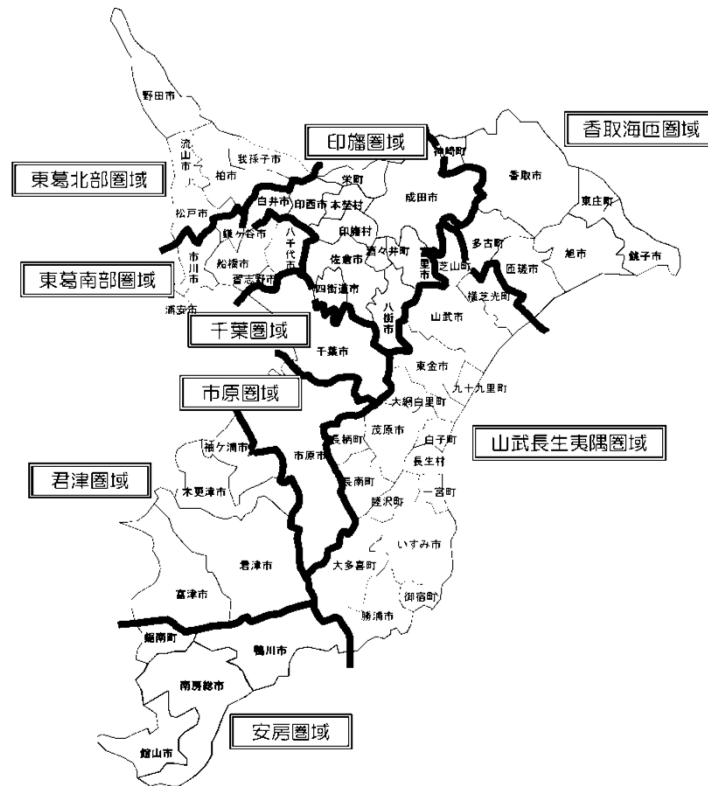 野田市
流山市
柏市
我孫子市
印旛圏域
神崎町
香取海匝圏域
香取市
東庄町
東葛北部圏域
松戸市
白井市
印西市
本埜村
栄町
成田市
鎌ヶ谷市
八千代市
印旛村
酒々井町
富里市
芝山町
多古町
匝瑳市
旭市
銚子市
東葛南部圏域
市川市
船橋市
習志野市
浦安市
佐倉市
四街道市
八街市
横芝光町
山武市
千葉圏域
千葉市
東金市
九十九里町
大網白里町
市原圏域
袖ケ浦市
市原市
長柄町
茂原市
白子町
長生村
山武長生夷隅圏域
君津圏域
木更津市
長南町
睦沢町
一宮町
君津市
大多喜町
いすみ市
富津市
御宿町
勝浦市
鋸南町
鴨川市
南房総市
館山市
安房圏域